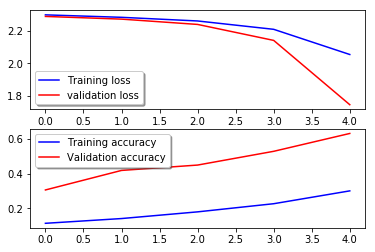 2.2
2.0
1.8
Training loss
validation loss
0.0 0.5 1.0 1.5 2.0 2.5 3.0 3.5 4.0
0.6
0.4
0.2
Training accuracy
Validation accuracy
0.0 0.5 1.0 1.5 2.0 2.5 3.0 3.5 4.0